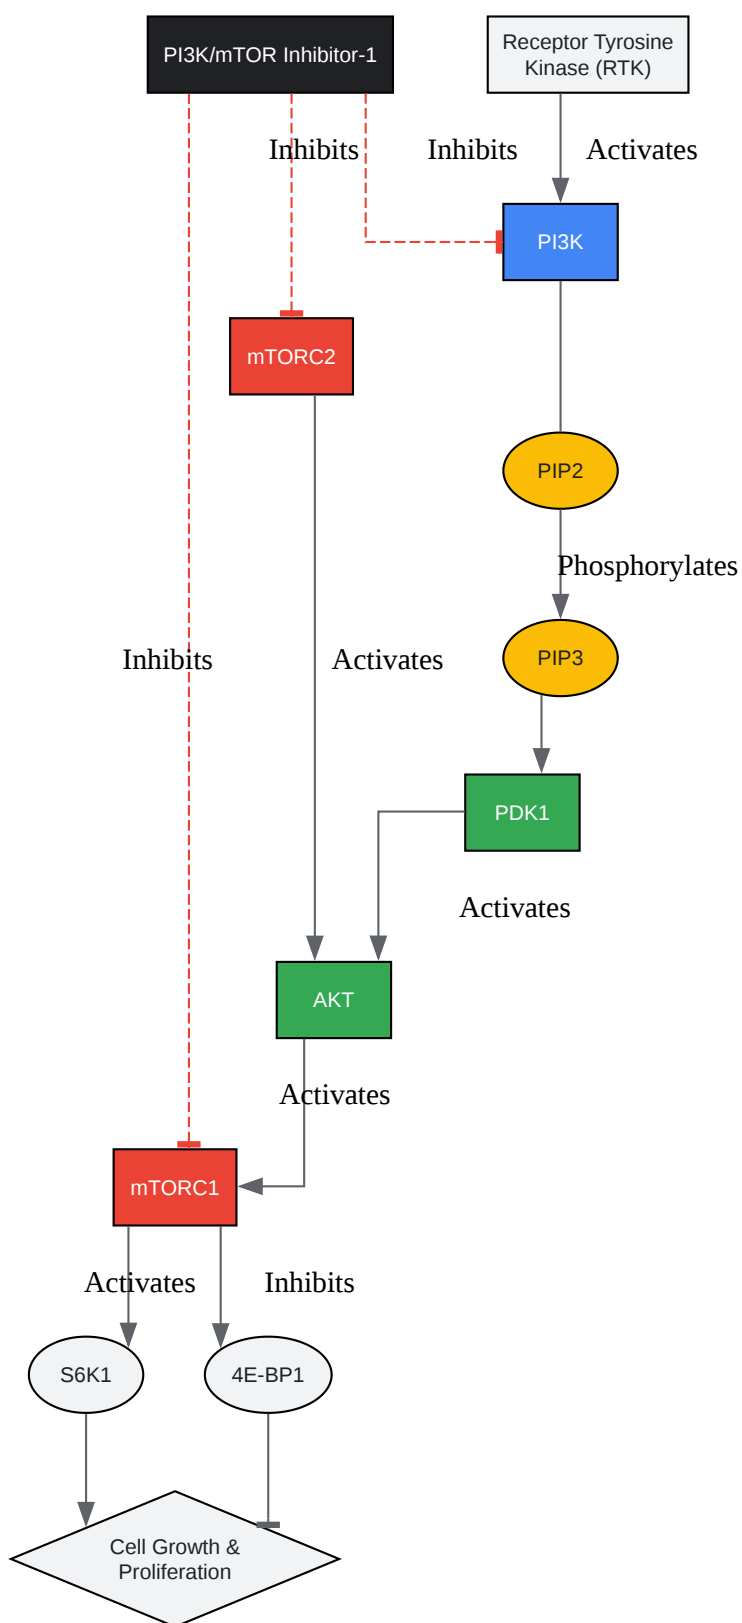 PI3K/mTOR Inhibitor-1
Receptor Tyrosine
Kinase (RTK)
Inhibits
Inhibits
Activates
PI3K
mTORC2
PIP2
Phosphorylates
Inhibits
Activates
PIP3
PDK1
Activates
AKT
Activates
mTORC1
Activates
Inhibits
S6K1
4E-BP1
Cell Growth &
Proliferation